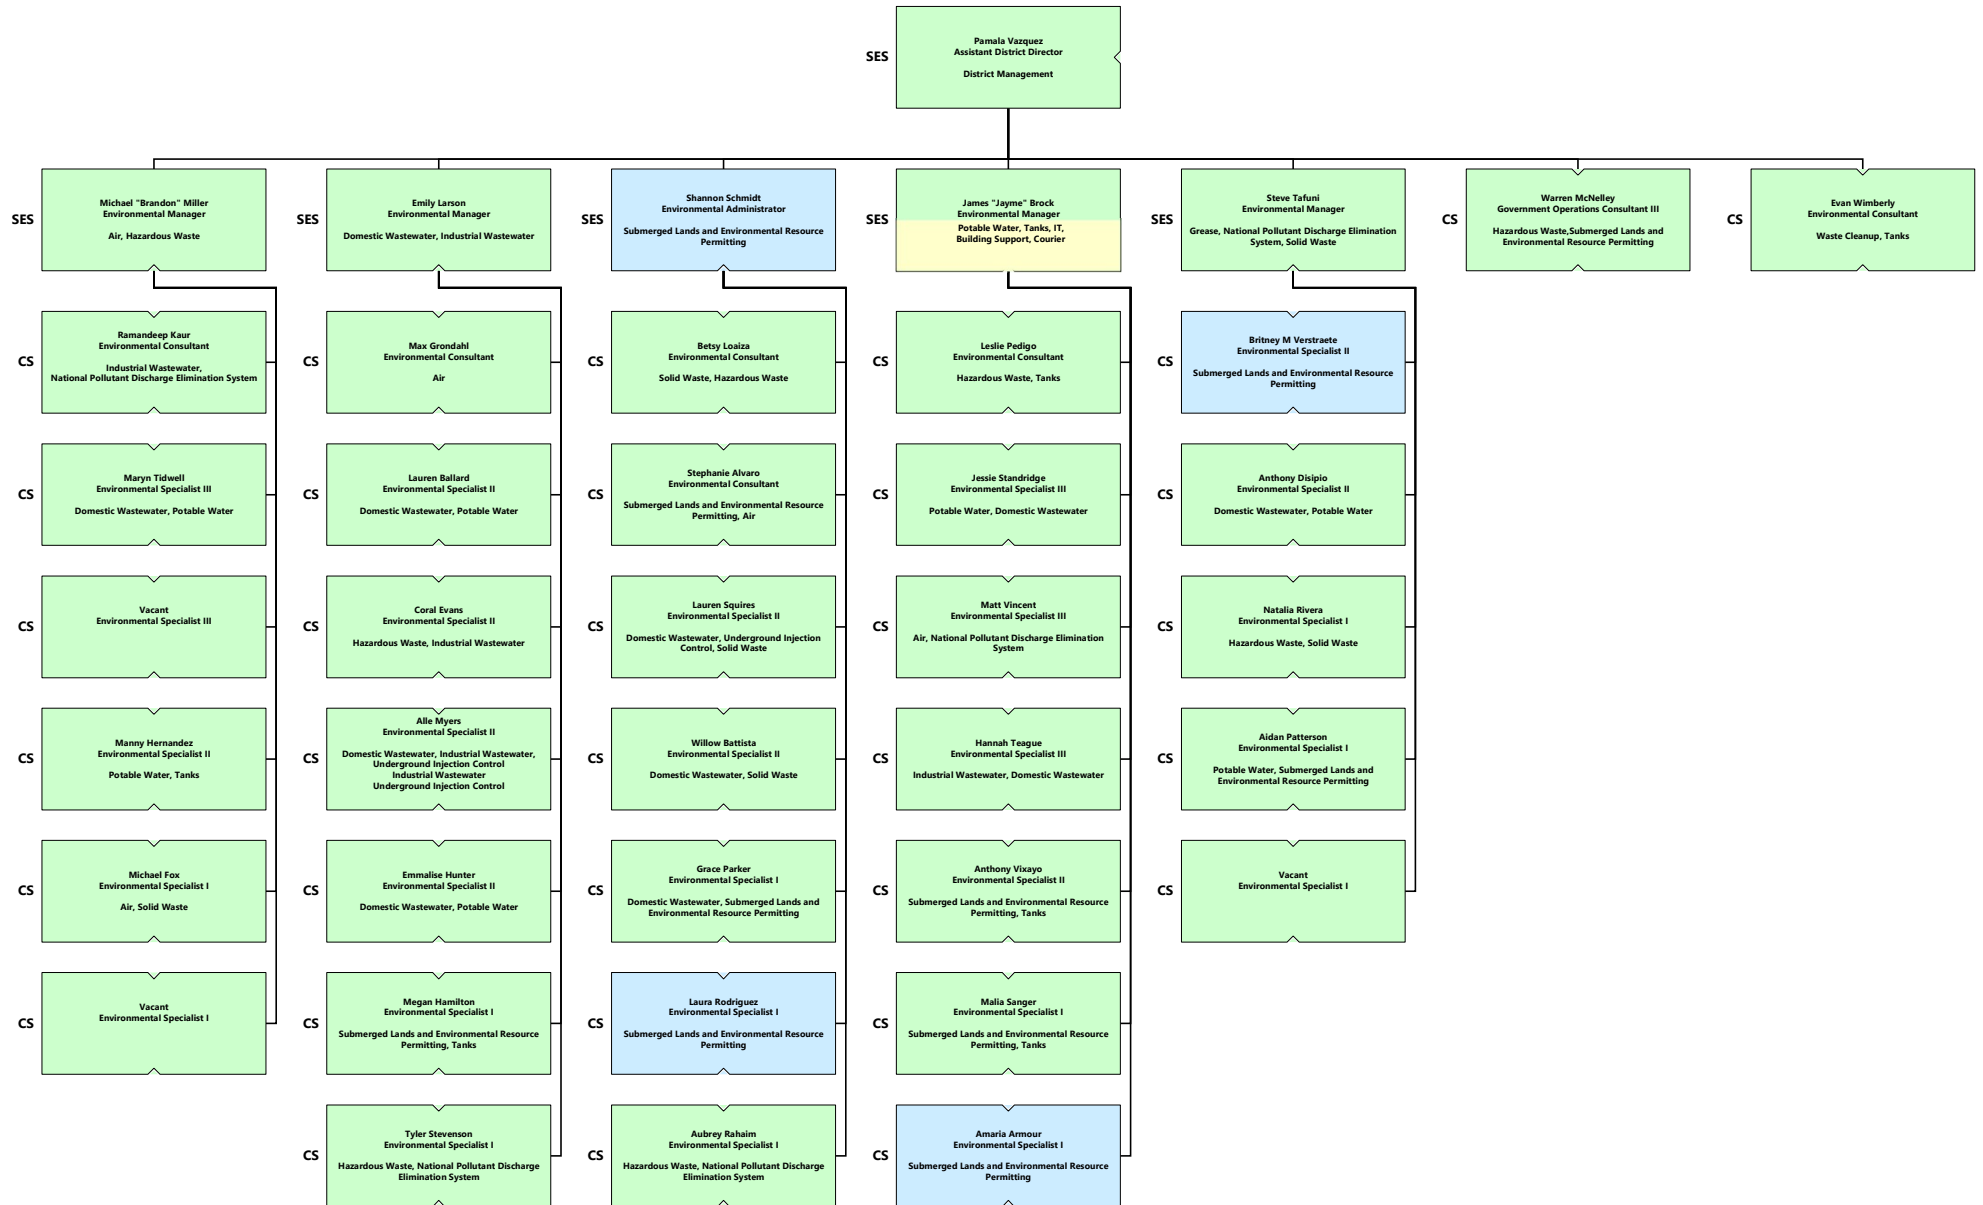 SES
Pamala Vazquez
Assistant District Director
District Management
SES
Michael "Brandon" Miller
Environmental Manager
Air, Hazardous Waste
SES
Emily Larson
Environmental Manager
Domestic Wastewater, Industrial Wastewater
SES
Shannon Schmidt
Environmental Administrator
Submerged Lands and Environmental Resource
Permitting
SES
James "Jayme" Brock
Environmental Manager
Potable Water, Tanks, IT,
Building Support, Courier
SES
Steve Tafuni
Environmental Manager
Grease, National Pollutant Discharge Elimination
System, Solid Waste
CS
Warren McNelley
Government Operations Consultant III
Hazardous Waste,Submerged Lands and
Environmental Resource Permitting
CS
Evan Wimberly
Environmental Consultant
Waste Cleanup, Tanks
CS
Ramandeep Kaur
Environmental Consultant
Industrial Wastewater,
National Pollutant Discharge Elimination System
CS
Max Grondahl
Environmental Consultant
Air
CS
Betsy Loaiza
Environmental Consultant
Solid Waste, Hazardous Waste
CS
Leslie Pedigo
Environmental Consultant
Hazardous Waste, Tanks
CS
Britney M Verstraete
Environmental Specialist II
Submerged Lands and Environmental Resource
Permitting
CS
Maryn Tidwell
Environmental Specialist III
Domestic Wastewater, Potable Water
CS
Lauren Ballard
Environmental Specialist II
Domestic Wastewater, Potable Water
CS
Stephanie Alvaro
Environmental Consultant
Submerged Lands and Environmental Resource
Permitting, Air
CS
Jessie Standridge
Environmental Specialist III
Potable Water, Domestic Wastewater
CS
Anthony Disipio
Environmental Specialist II
Domestic Wastewater, Potable Water
CS
Vacant
Environmental Specialist III
CS
Coral Evans
Environmental Specialist II
Hazardous Waste, Industrial Wastewater
CS
Lauren Squires
Environmental Specialist II
Domestic Wastewater, Underground Injection
Control, Solid Waste
CS
Matt Vincent
Environmental Specialist III
Air, National Pollutant Discharge Elimination
System
CS
Natalia Rivera
Environmental Specialist I
Hazardous Waste, Solid Waste
CS
Manny Hernandez
Environmental Specialist II
Potable Water, Tanks
CS
Alle Myers
Environmental Specialist II
Domestic Wastewater, Industrial Wastewater,
Underground Injection Control
Industrial Wastewater
Underground Injection Control
CS
Willow Battista
Environmental Specialist II
Domestic Wastewater, Solid Waste
CS
Hannah Teague
Environmental Specialist III
Industrial Wastewater, Domestic Wastewater
CS
Aidan Patterson
Environmental Specialist I
Potable Water, Submerged Lands and
Environmental Resource Permitting
CS
Michael Fox
Environmental Specialist I
Air, Solid Waste
CS
Emmalise Hunter
Environmental Specialist II
Domestic Wastewater, Potable Water
CS
Grace Parker
Environmental Specialist I
Domestic Wastewater, Submerged Lands and
Environmental Resource Permitting
CS
Anthony Vixayo
Environmental Specialist II
Submerged Lands and Environmental Resource
Permitting, Tanks
CS
Vacant
Environmental Specialist I
CS
Vacant
Environmental Specialist I
CS
Megan Hamilton
Environmental Specialist I
Submerged Lands and Environmental Resource
Permitting, Tanks
CS
Laura Rodriguez
Environmental Specialist I
Submerged Lands and Environmental Resource
Permitting
CS
Malia Sanger
Environmental Specialist I
Submerged Lands and Environmental Resource
Permitting, Tanks
CS
Tyler Stevenson
Environmental Specialist I
Hazardous Waste, National Pollutant Discharge
Elimination System
CS
Aubrey Rahaim
Environmental Specialist I
Hazardous Waste, National Pollutant Discharge
Elimination System
CS
Amaria Armour
Environmental Specialist I
Submerged Lands and Environmental Resource
Permitting